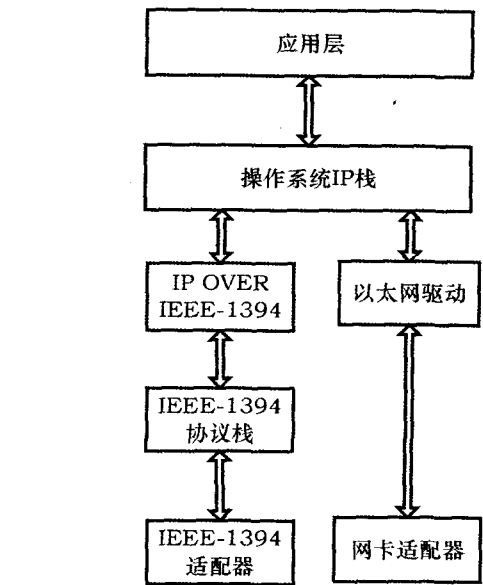 应用层
操作系统IP栈
IP OVER
IEEE-1394
以太网驱动
IEEE-1394
协议栈
IEEE-1394
适配器
网卡适配器